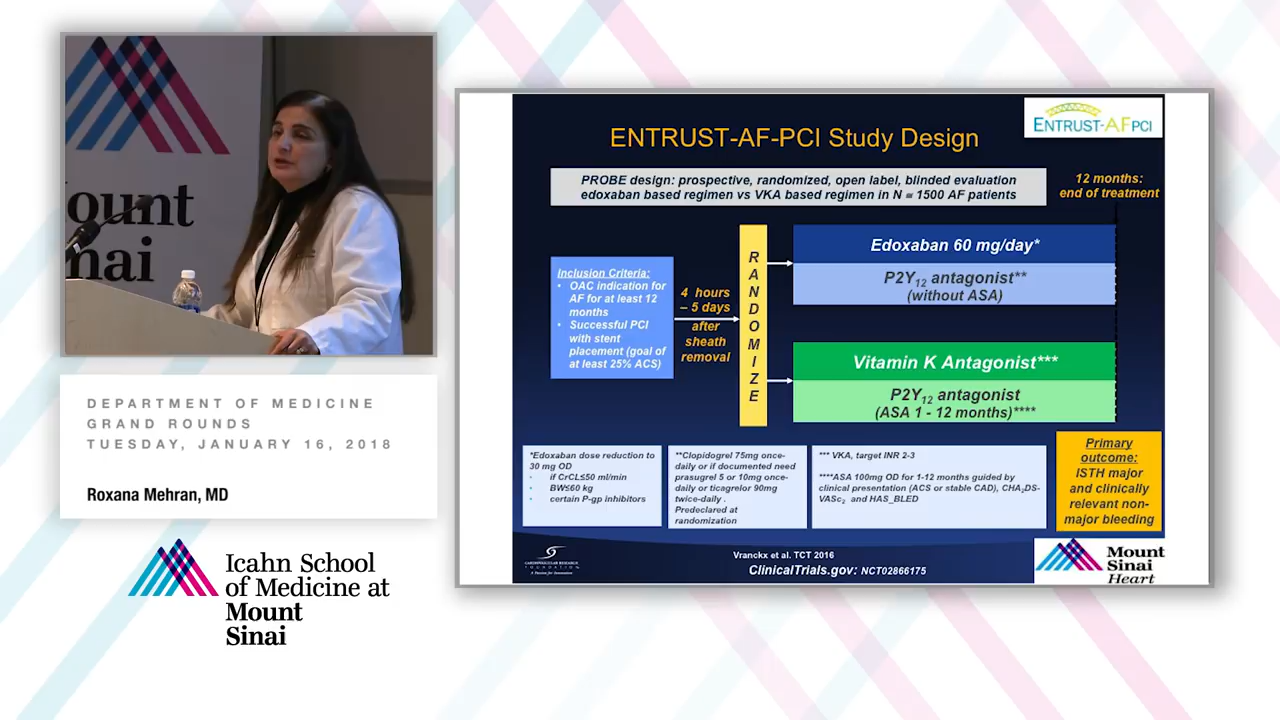 ount
Sinai
DEPARTMENT OF MEDICINE
GRAND ROUNDS
TUESDAY, JANUARY 16, 2018
Roxana Mehran, MD
Icahn School
of Medicine at
Mount
Sinai
ENTRUST-AF-PCI Study Design
ENTRUST-AF PCI
PROBE design: prospective, randomized, open label, blinded evaluation
edoxaban based regimen vs VKA based regimen in N = 1500 AF patients
12 months:
end of treatment
Inclusion Criteria:
• OAC indication for
AF for at least 12
months
• Successful PCI
with stent
placement (goal of
at least 25% ACS)
4 hours
– 5 days
after
sheath
removal
RANDOMIZE
Edoxaban 60 mg/day*
P2Y12 antagonist**
(without ASA)
Vitamin K Antagonist***
P2Y12 antagonist
(ASA 1 - 12 months)****
*Edoxaban dose reduction to
30 mg OD
• if CrCL≤50 ml/min
• BW≤60 kg
• certain P-gp inhibitors
**Clopidogrel 75mg once-
daily or if documented need
prasugrel 5 or 10mg once-
daily or ticagrelor 90mg
twice-daily .
Predeclared at
randomization
*** VKA, target INR 2-3
****ASA 100mg OD for 1-12 months guided by
clinical presentation (ACS or stable CAD), CHA2DS-
VASc2 and HAS_BLED
Primary
outcome:
ISTH major
and clinically
relevant non-
major bleeding
CARDIOVASCULAR RESEARCH
FOUNDATION
A Passion for Innovation
Vranckx et al. TCT 2016
ClinicalTrials.gov: NCT02866175
Mount
Sinai
Heart